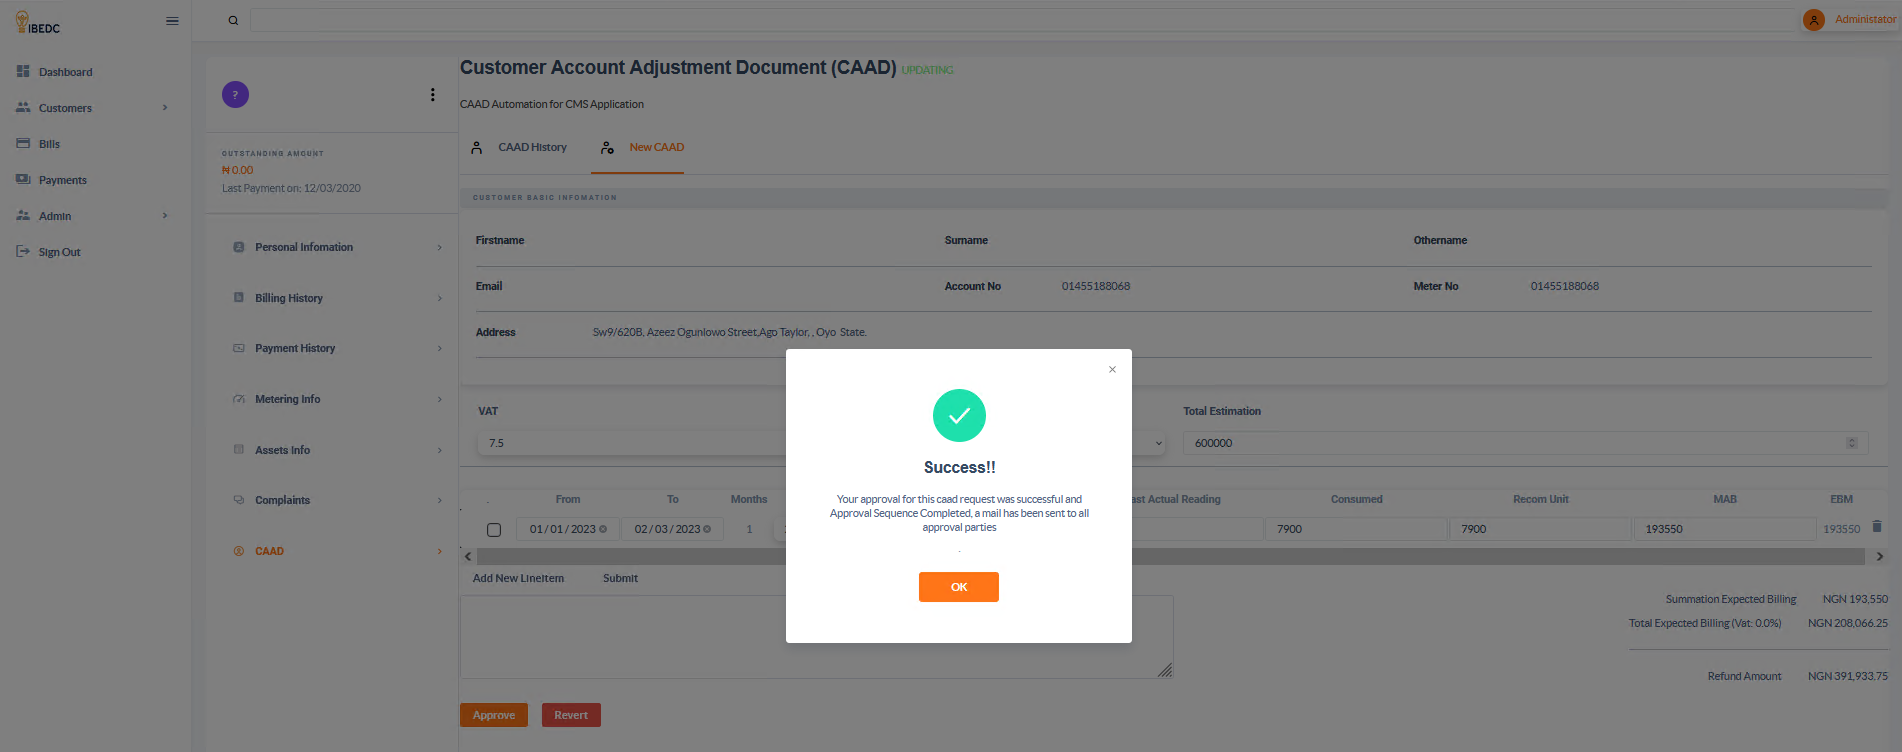 IBEDC
Administator
Dashboard
Customers
Bills
Payments
Admin
Sign Out
?
OUTSTANDING AMOUNT
₦0.00
Last Payment on: 12/03/2020
Personal Infomation
Billing History
Payment History
Metering Info
Assets Info
Complaints
CAAD
Customer Account Adjustment Document (CAAD) UPDATING
CAAD Automation for CMS Application
CAAD History New CAAD
CUSTOMER BASIC INFOMATION
Firstname Surname Othername
Email Account No 01455188068 Meter No 01455188068
Address Sw9/620B, Azeez Ogunlowo Street,Ago Taylor, , Oyo State.
VAT Total Estimation
7.5 600000
. From To Months Actual Reading Consumed Recom Unit MAB EBM
01/01/2023 02/03/2023 1 7900 7900 193550 193550
Add New LineItem Submit
Summation Expected Billing NGN 193,550
Total Expected Billing (Vat: 0.0%) NGN 208,066.25
Refund Amount NGN 391,933.75
Approve Revert
×
Success!!
Your approval for this caad request was successful and
Approval Sequence Completed, a mail has been sent to all
approval parties
.
OK